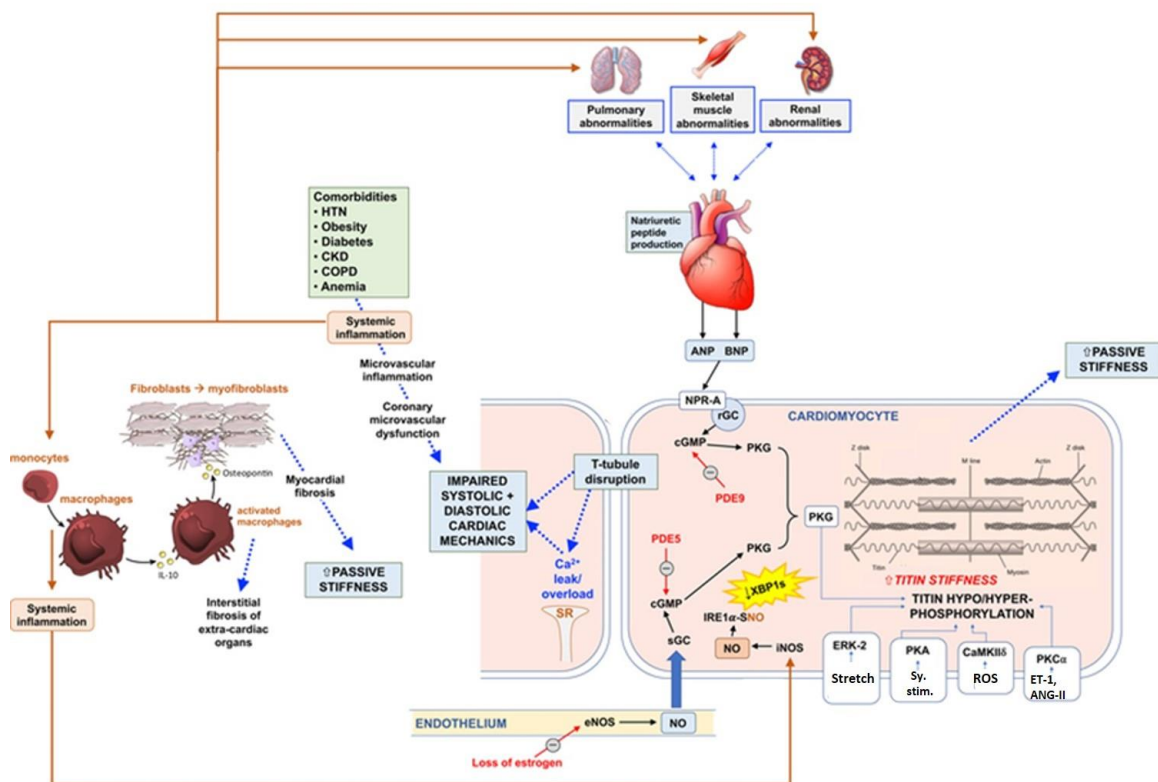 Pulmonary
abnormalities
Skeletal
muscle
abnormalities
Renal
abnormalities
Comorbidities
• HTN
• Obesity
• Diabetes
• CKD
• COPD
• Anemia
Natriuretic
peptide
production
Systemic
inflammation
Microvascular
inflammation
Coronary
microvascular
dysfunction
ANP BNP
⇧PASSIVE
STIFFNESS
Fibroblasts → myofibroblasts
Osteopontin
monocytes
macrophages
activated
macrophages
IL-10
Myocardial
fibrosis
⇧PASSIVE
STIFFNESS
Interstitial
fibrosis of
extra-cardiac
organs
Systemic
inflammation
IMPAIRED
SYSTOLIC +
DIASTOLIC
CARDIAC
MECHANICS
T-tubule
disruption
Ca²⁺
leak/
overload
SR
NPR-A
rGC
CARDIOMYOCYTE
cGMP
PKG
PDE9
PKG
PDE5
PKG
cGMP
↓XBP1s
IRE1α-SNO
sGC
NO
iNOS
Z disk
M line
Actin
Z disk
Titin
Myosin
⇧TITIN STIFFNESS
TITIN HYPO/HYPER-
PHOSPHORYLATION
ERK-2
Stretch
PKA
Sy.
stim.
CaMKIIδ
ROS
PKCα
ET-1,
ANG-II
ENDOTHELIUM
eNOS
NO
Loss of estrogen